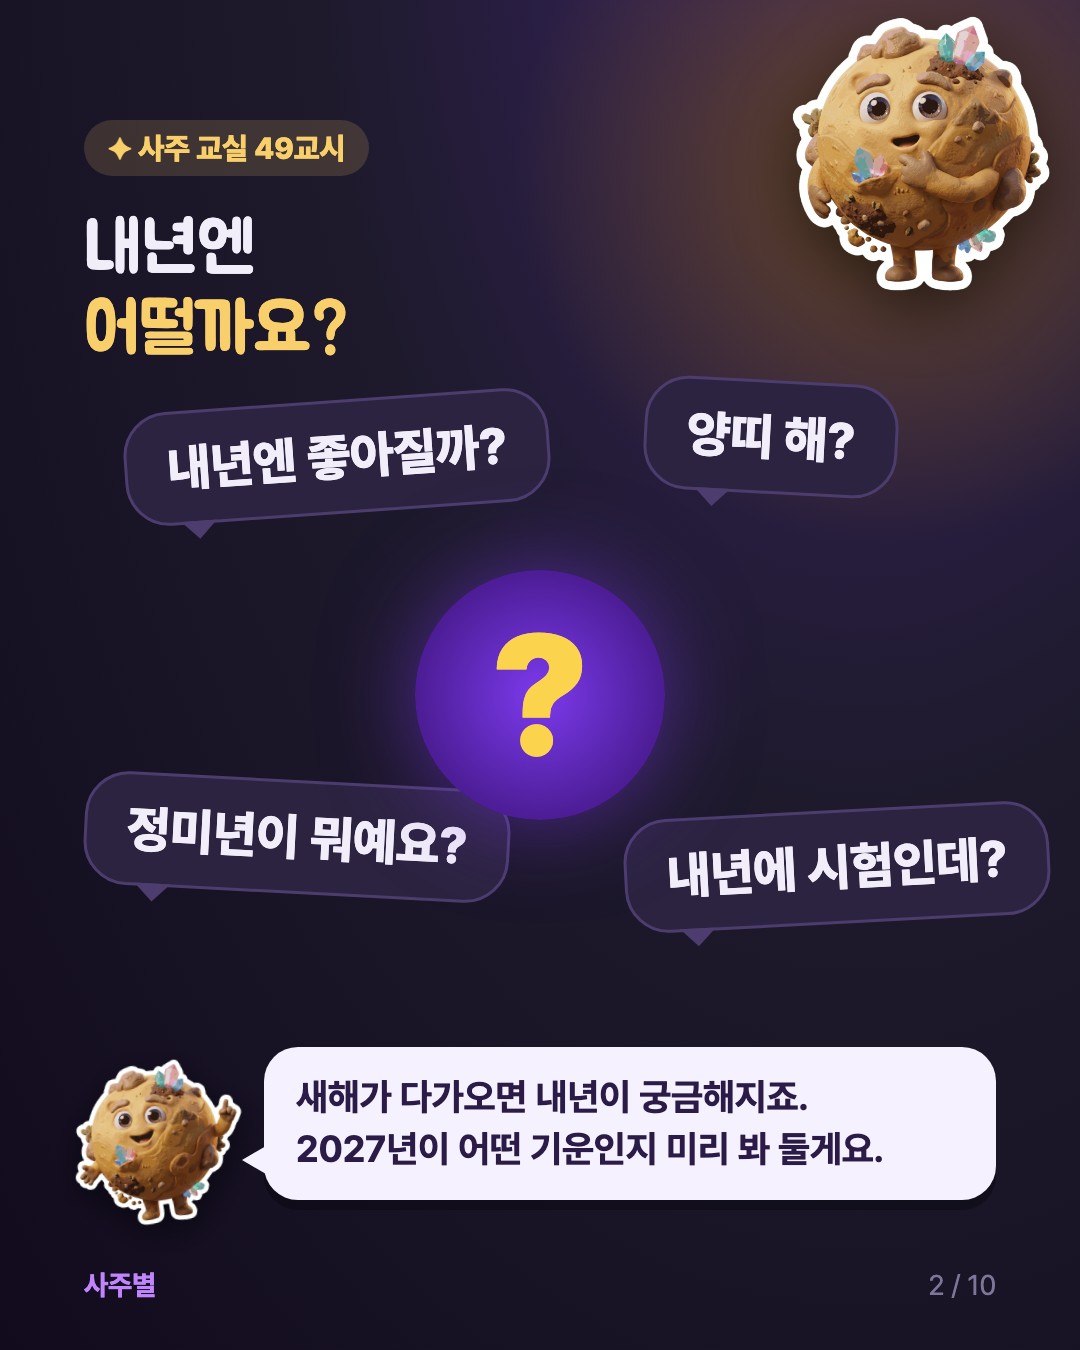 ✦ 사주 교실 49교시
내년엔
어떨까요?
내년엔 좋아질까?
양띠 해?
?
정미년이 뭐예요?
내년에 시험인데?
새해가 다가오면 내년이 궁금해지죠.
2027년이 어떤 기운인지 미리 봐 둘게요.
사주별
2 / 10